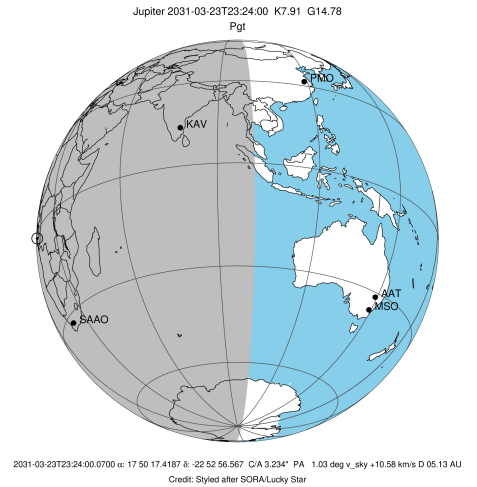 Jupiter 2031-03-23T23:24:00  K7.91  G14.78
Pgt
PMO
KAV
AAT
MSO
SAAO
2031-03-23T23:24:00.0700 α: 17 50 17.4187 δ: -22 52 56.567  C/A 3.234"  PA   1.03 deg v_sky +10.58 km/s D 05.13 AU
Credit: Styled after SORA/Lucky Star